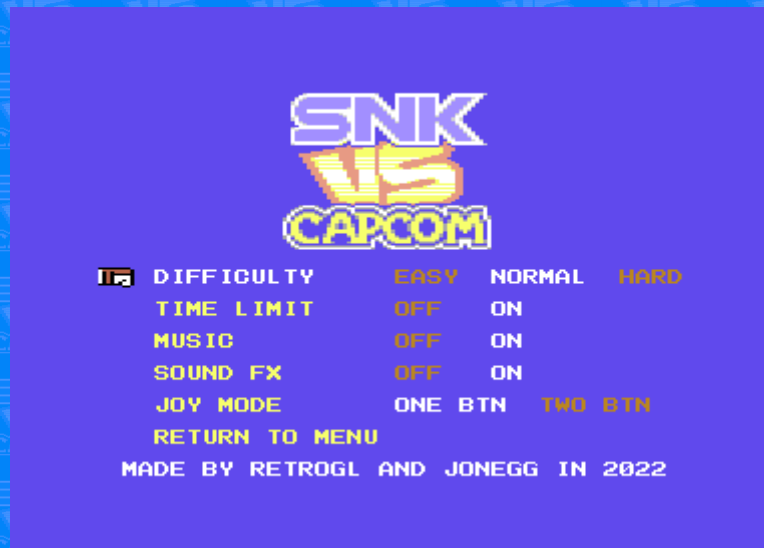 SNK
VS
CAPCOM
DIFFICULTY EASY NORMAL HARD
TIME LIMIT OFF ON
MUSIC OFF ON
SOUND FX OFF ON
JOY MODE ONE BTN TWO BTN
RETURN TO MENU
MADE BY RETROGL AND JONEGG IN 2022